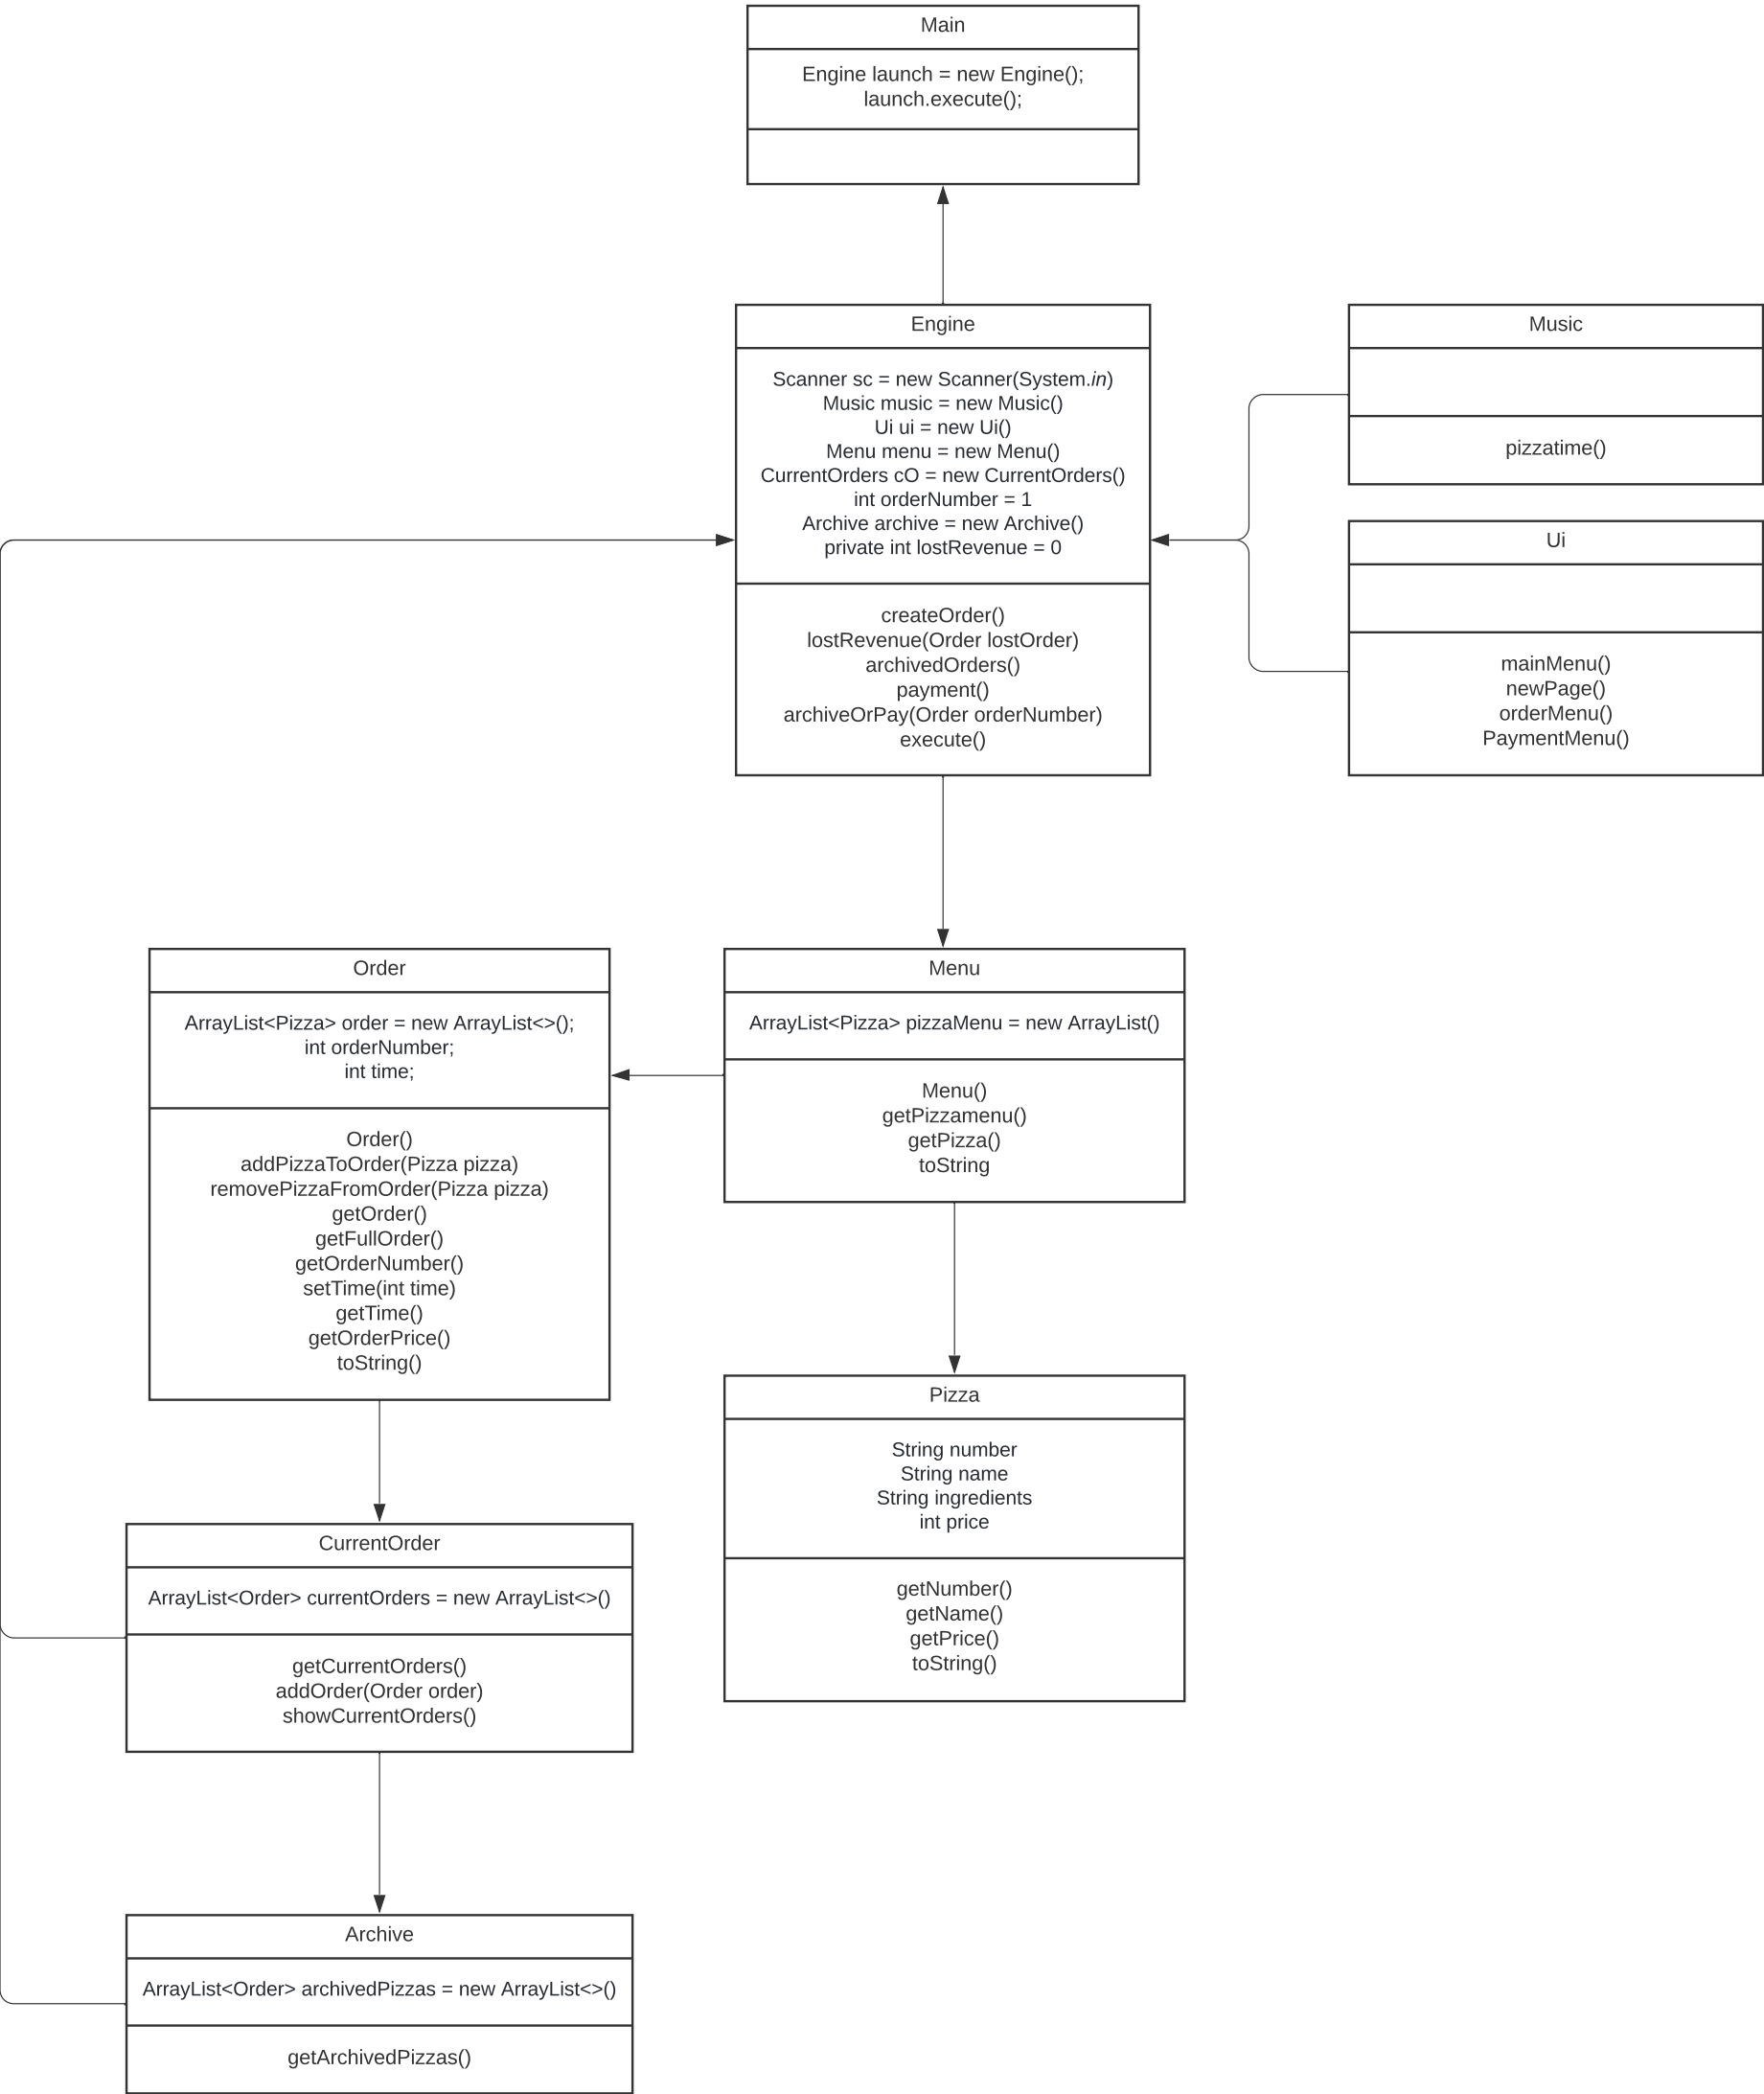 Main
Engine launch = new Engine();
launch.execute();
Engine
Scanner sc = new Scanner(System.in)
Music music = new Music()
Ui ui = new Ui()
Menu menu = new Menu()
CurrentOrders cO = new CurrentOrders()
int orderNumber = 1
Archive archive = new Archive()
private int lostRevenue = 0
createOrder()
lostRevenue(Order lostOrder)
archivedOrders()
payment()
archiveOrPay(Order orderNumber)
execute()
Music
pizzatime()
Ui
mainMenu()
newPage()
orderMenu()
PaymentMenu()
Order
ArrayList<Pizza> order = new ArrayList<>();
int orderNumber;
int time;
Order()
addPizzaToOrder(Pizza pizza)
removePizzaFromOrder(Pizza pizza)
getOrder()
getFullOrder()
getOrderNumber()
setTime(int time)
getTime()
getOrderPrice()
toString()
Menu
ArrayList<Pizza> pizzaMenu = new ArrayList()
Menu()
getPizzamenu()
getPizza()
toString
Pizza
String number
String name
String ingredients
int price
getNumber()
getName()
getPrice()
toString()
CurrentOrder
ArrayList<Order> currentOrders = new ArrayList<>()
getCurrentOrders()
addOrder(Order order)
showCurrentOrders()
Archive
ArrayList<Order> archivedPizzas = new ArrayList<>()
getArchivedPizzas()